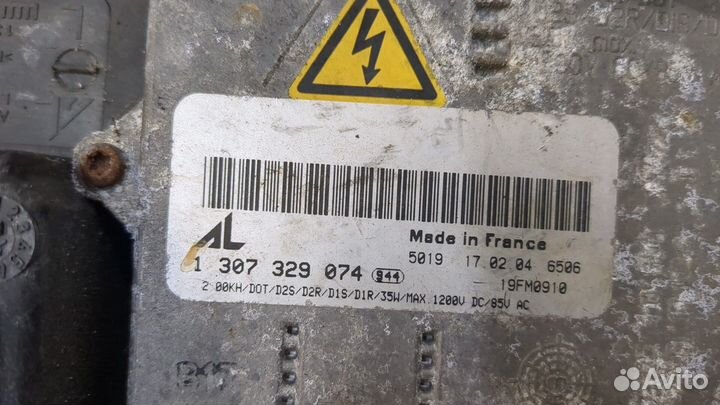 AL
Made in France
5019 17.02 04 6506
1 307 329 074 944
19FM0910
2 00KH/DOT/D2S/D2R/D1S/D1R/35W/MAX.1200V DC/85V AC
Avito